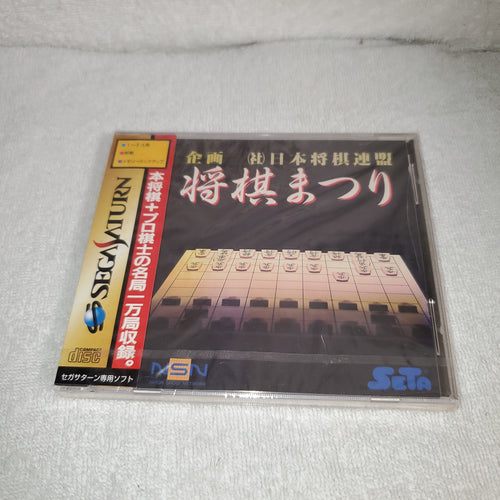 企画 (社)日本将棋連盟
将棋まつり
本将棋+プロ棋士の名局一万局収録。
SEGA SATURN
COMPACT
disc
セガサターン専用ソフト
MSN
SETA